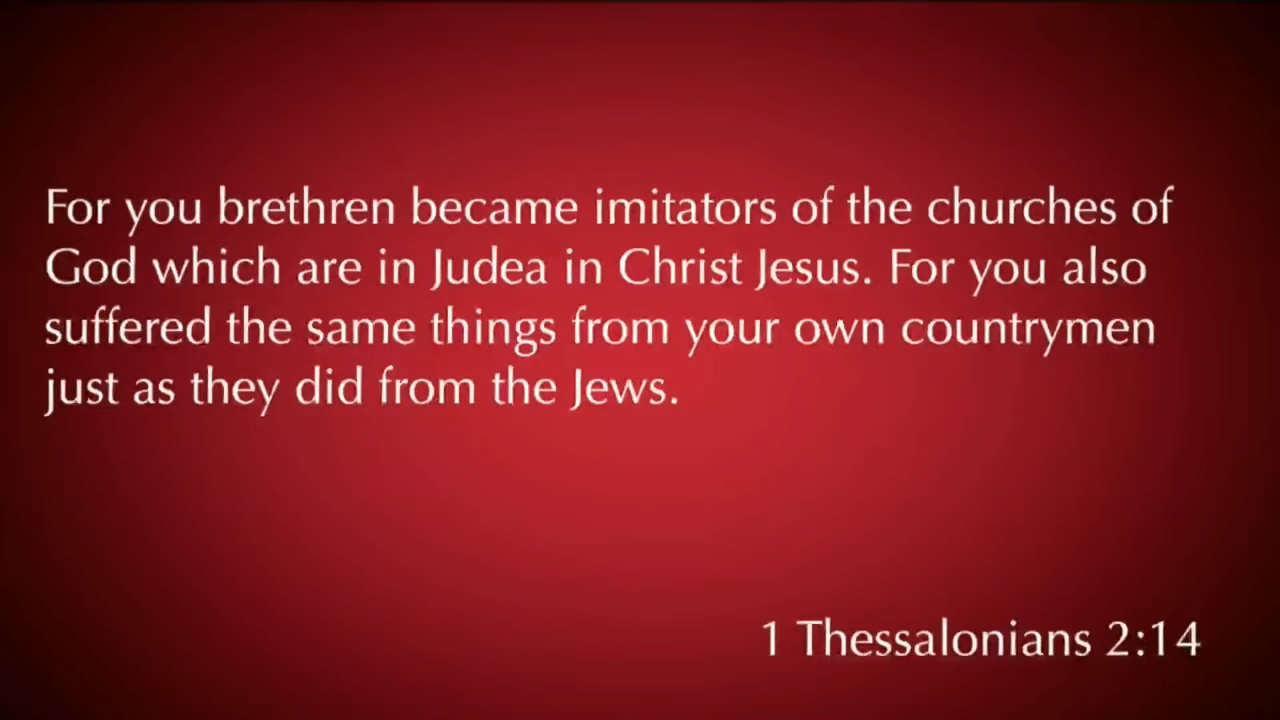 For you brethren became imitators of the churches of
God which are in Judea in Christ Jesus. For you also
suffered the same things from your own countrymen
just as they did from the Jews.
1 Thessalonians 2:14